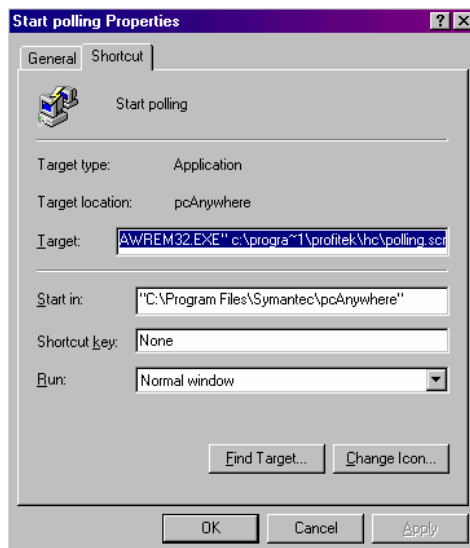 Start polling Properties
General Shortcut
Start polling
Target type: Application
Target location: pcAnywhere
Target: AWREM32.EXE" c:\progra~1\profitek\hc\polling.scr
Start in: "C:\Program Files\Symantec\pcAnywhere"
Shortcut key: None
Run: Normal window
Find Target... Change Icon...
OK Cancel Apply